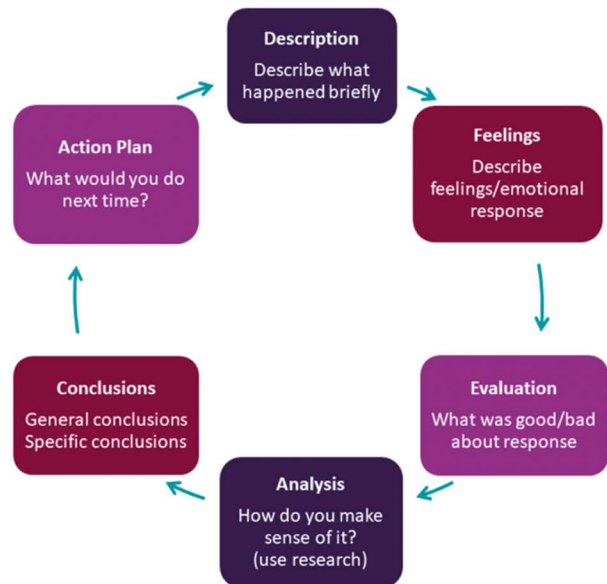 Description
Describe what
happened briefly
Feelings
Describe
feelings/emotional
response
Evaluation
What was good/bad
about response
Analysis
How do you make
sense of it?
(use research)
Conclusions
General conclusions
Specific conclusions
Action Plan
What would you do
next time?